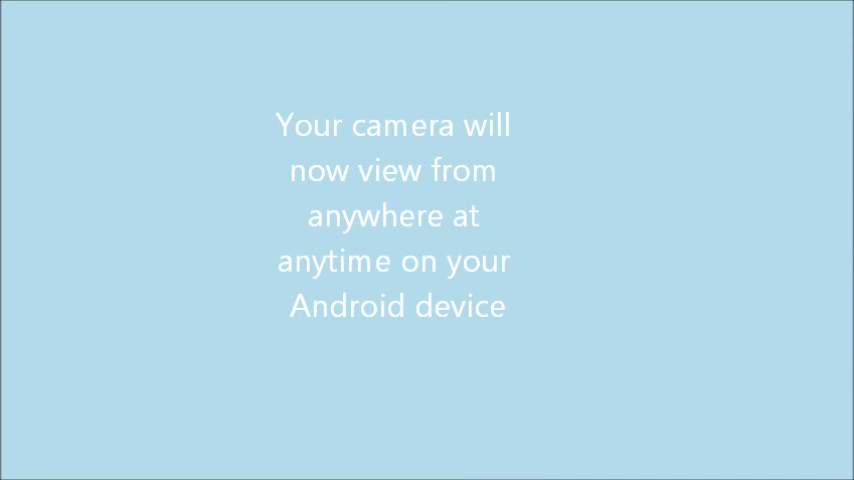 Your camera will
now view from
anywhere at
anytime on your
Android device